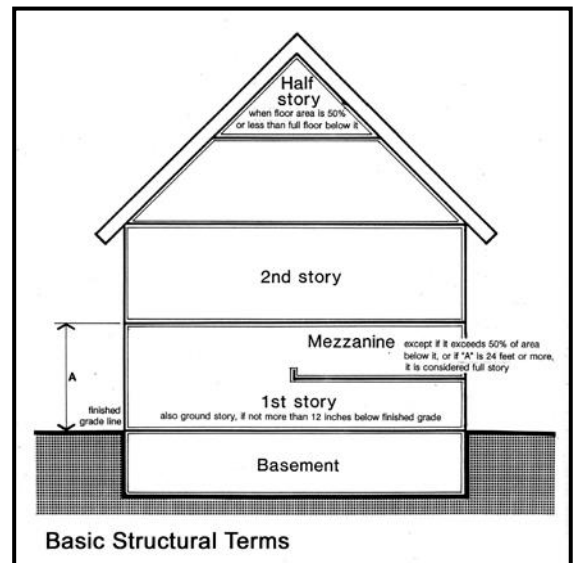 Half
story
when floor area is 50%
or less than full floor below it
2nd story
Mezzanine except if it exceeds 50% of area
below it, or if "A" is 24 feet or more,
it is considered full story
A
1st story
also ground story, if not more than 12 inches below finished grade
finished
grade line
Basement
Basic Structural Terms